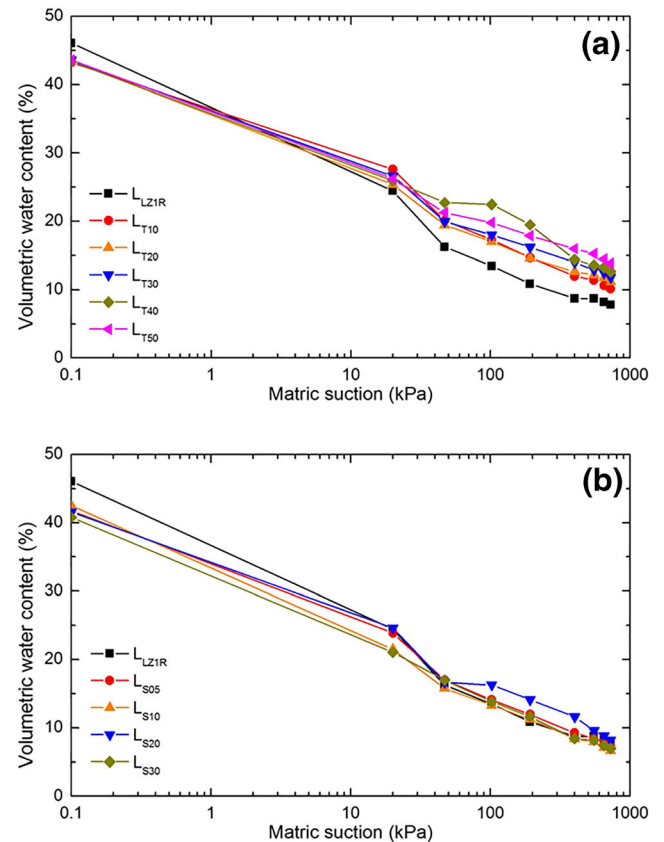 (a)
50
40
30
20
10
0
Volumetric water content (%)
L_LZ1R
L_T10
L_T20
L_T30
L_T40
L_T50
0.1 1 10 100 1000
Matric suction (kPa)
(b)
50
40
30
20
10
0
Volumetric water content (%)
L_LZ1R
L_S05
L_S10
L_S20
L_S30
0.1 1 10 100 1000
Matric suction (kPa)